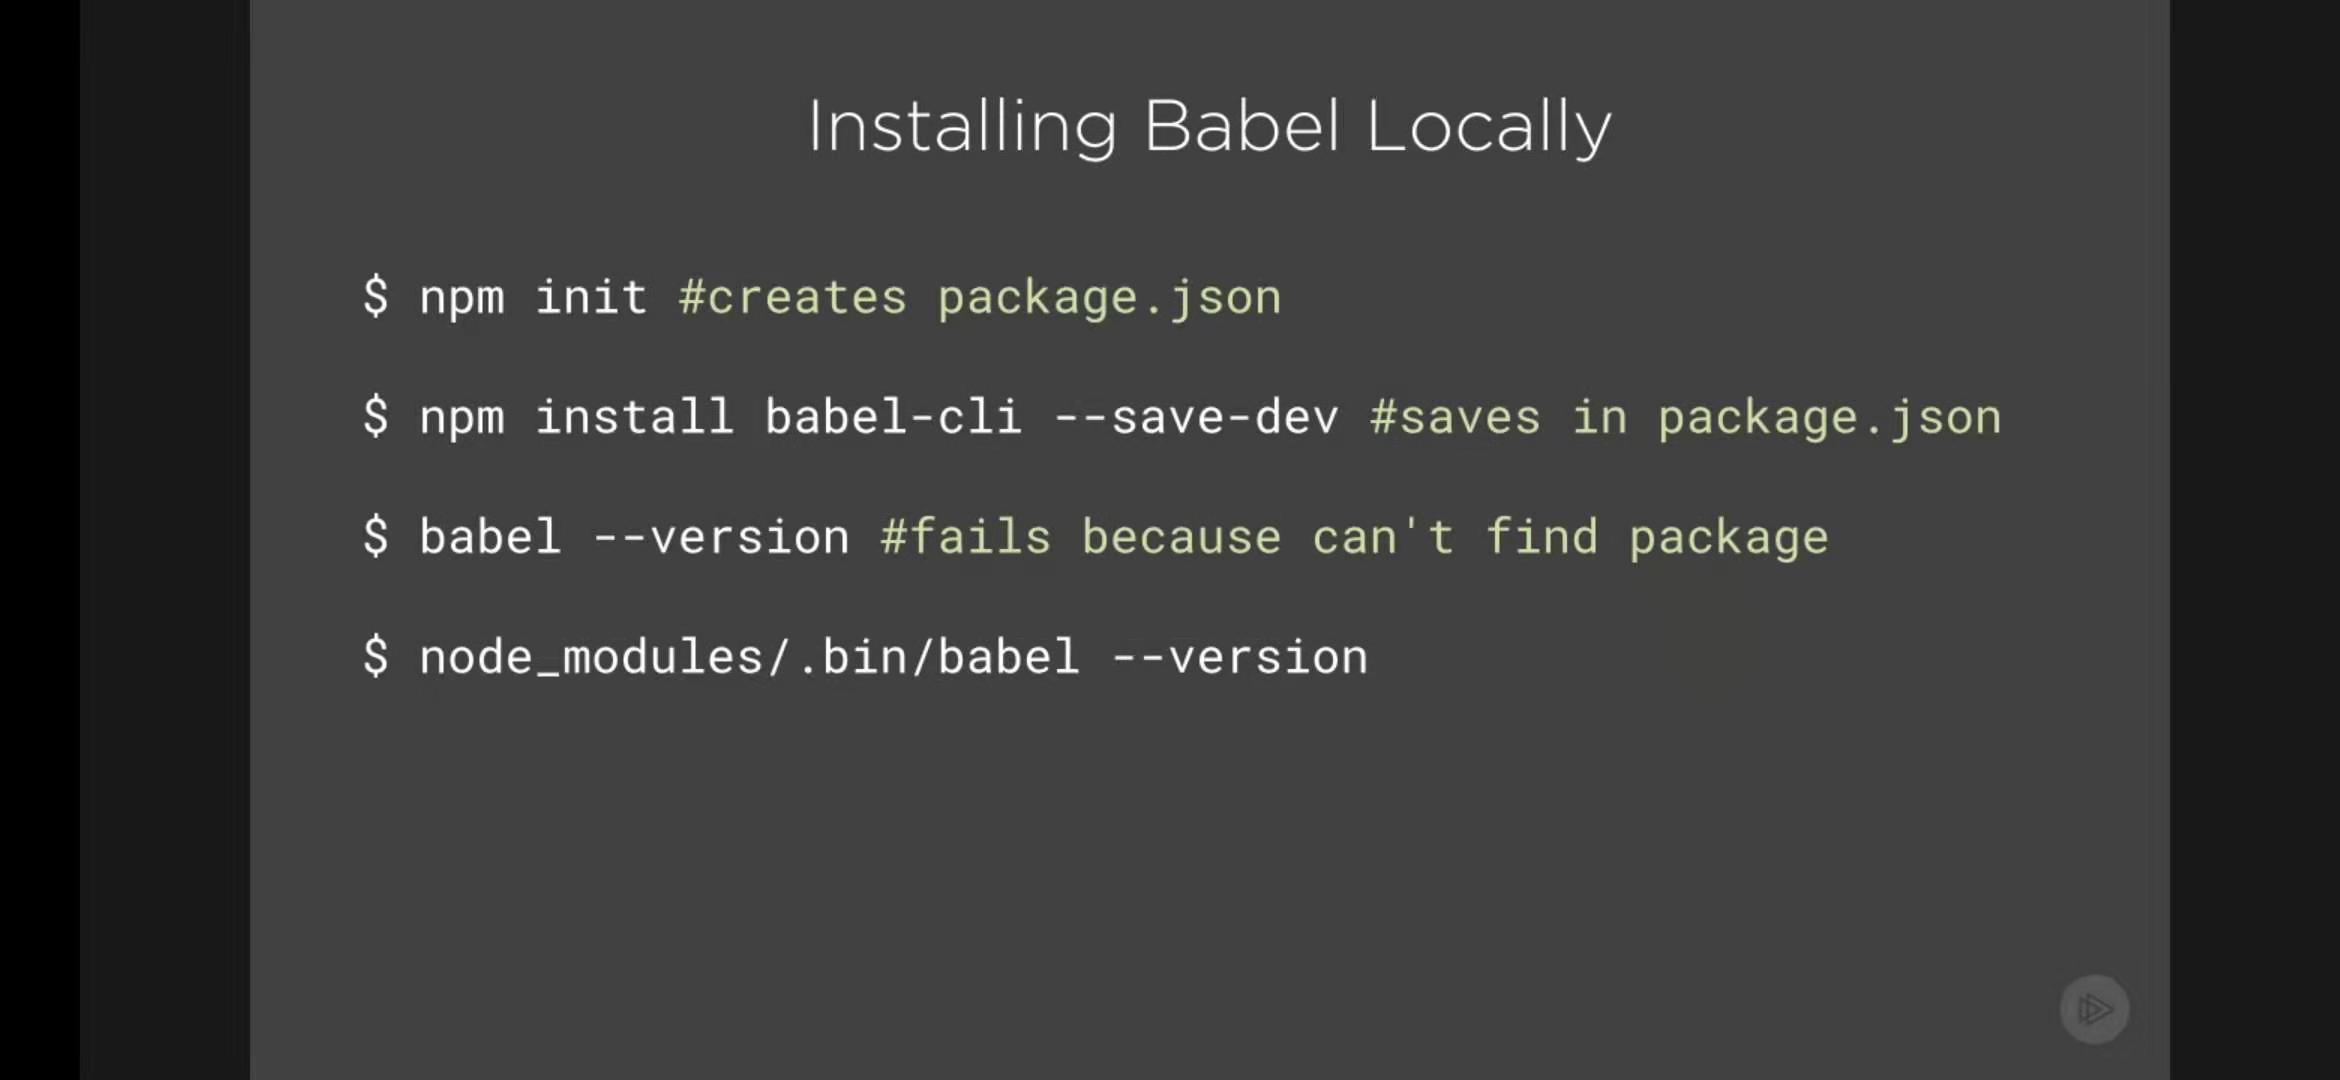 Installing Babel Locally
$ npm init #creates package.json
$ npm install babel-cli --save-dev #saves in package.json
$ babel --version #fails because can't find package
$ node_modules/.bin/babel --version